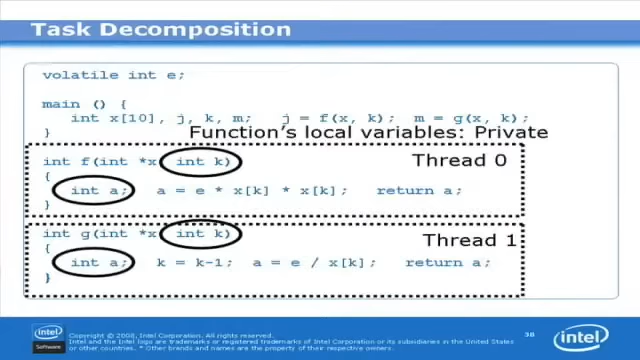 Task Decomposition
volatile int e;
main () {
int x[10], j, k, m; j = f(x, k); m = g(x, k);
}
Function's local variables: Private
int f(int *x, int k)
Thread 0
{
int a; a = e * x[k] * x[k]; return a;
}
int g(int *x, int k)
Thread 1
{
int a; k = k-1; a = e / x[k]; return a;
}
intel
Software
Copyright © 2008, Intel Corporation. All rights reserved.
Intel and the Intel logo are trademarks or registered trademarks of Intel Corporation or its subsidiaries in the United States
or other countries. * Other brands and names are the property of their respective owners.
38
intel